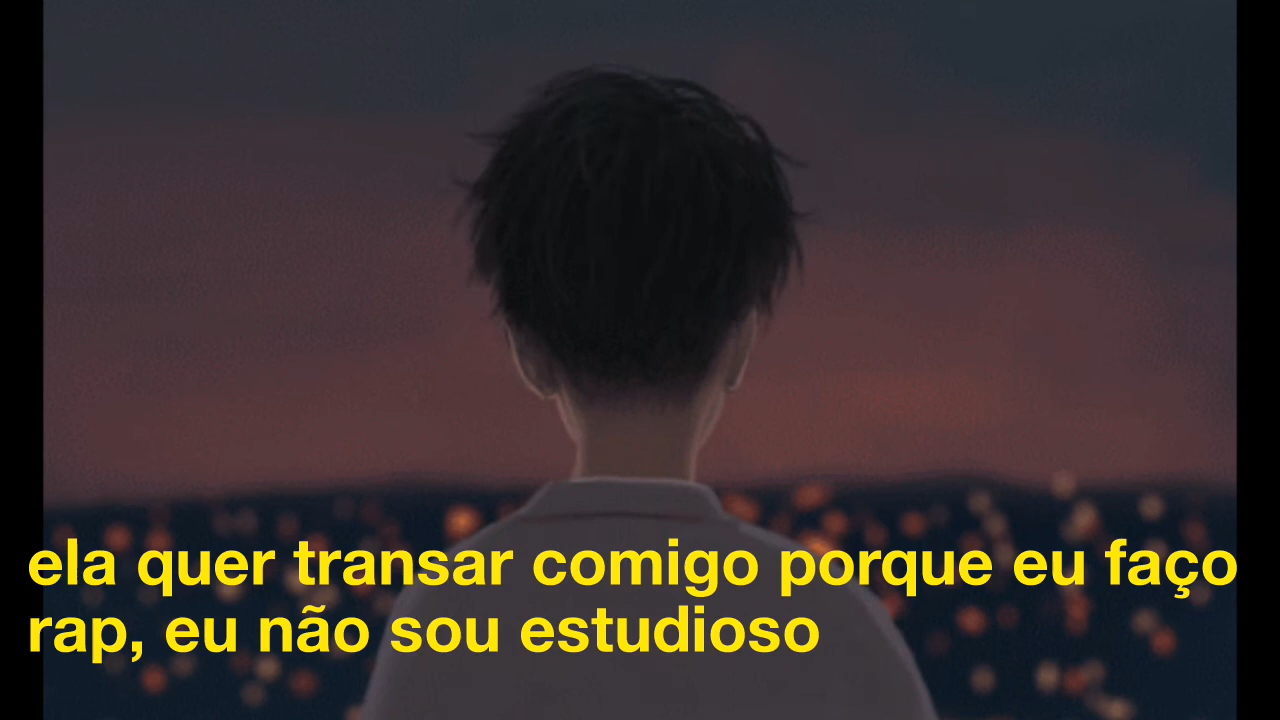 ela quer transar comigo porque eu faço
rap, eu não sou estudioso